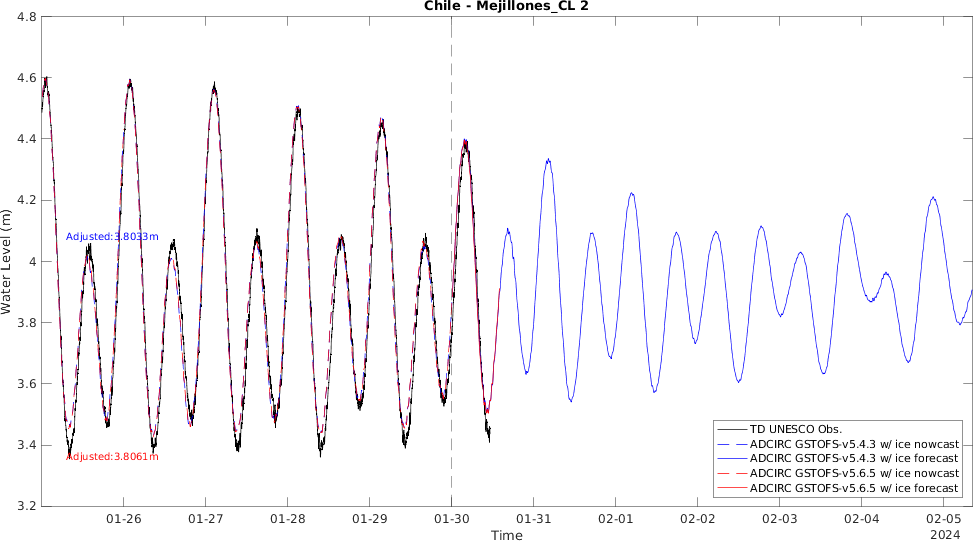 Chile - Mejillones_CL 2
4.8
4.6
4.4
4.2
4
3.8
3.6
3.4
3.2
Water Level (m)
Adjusted:3.8033m
Adjusted:3.8061m
TD UNESCO Obs.
ADCIRC GSTOFS-v5.4.3 w/ ice nowcast
ADCIRC GSTOFS-v5.4.3 w/ ice forecast
ADCIRC GSTOFS-v5.6.5 w/ ice nowcast
ADCIRC GSTOFS-v5.6.5 w/ ice forecast
01-26 01-27 01-28 01-29 01-30 01-31 02-01 02-02 02-03 02-04 02-05
Time
2024